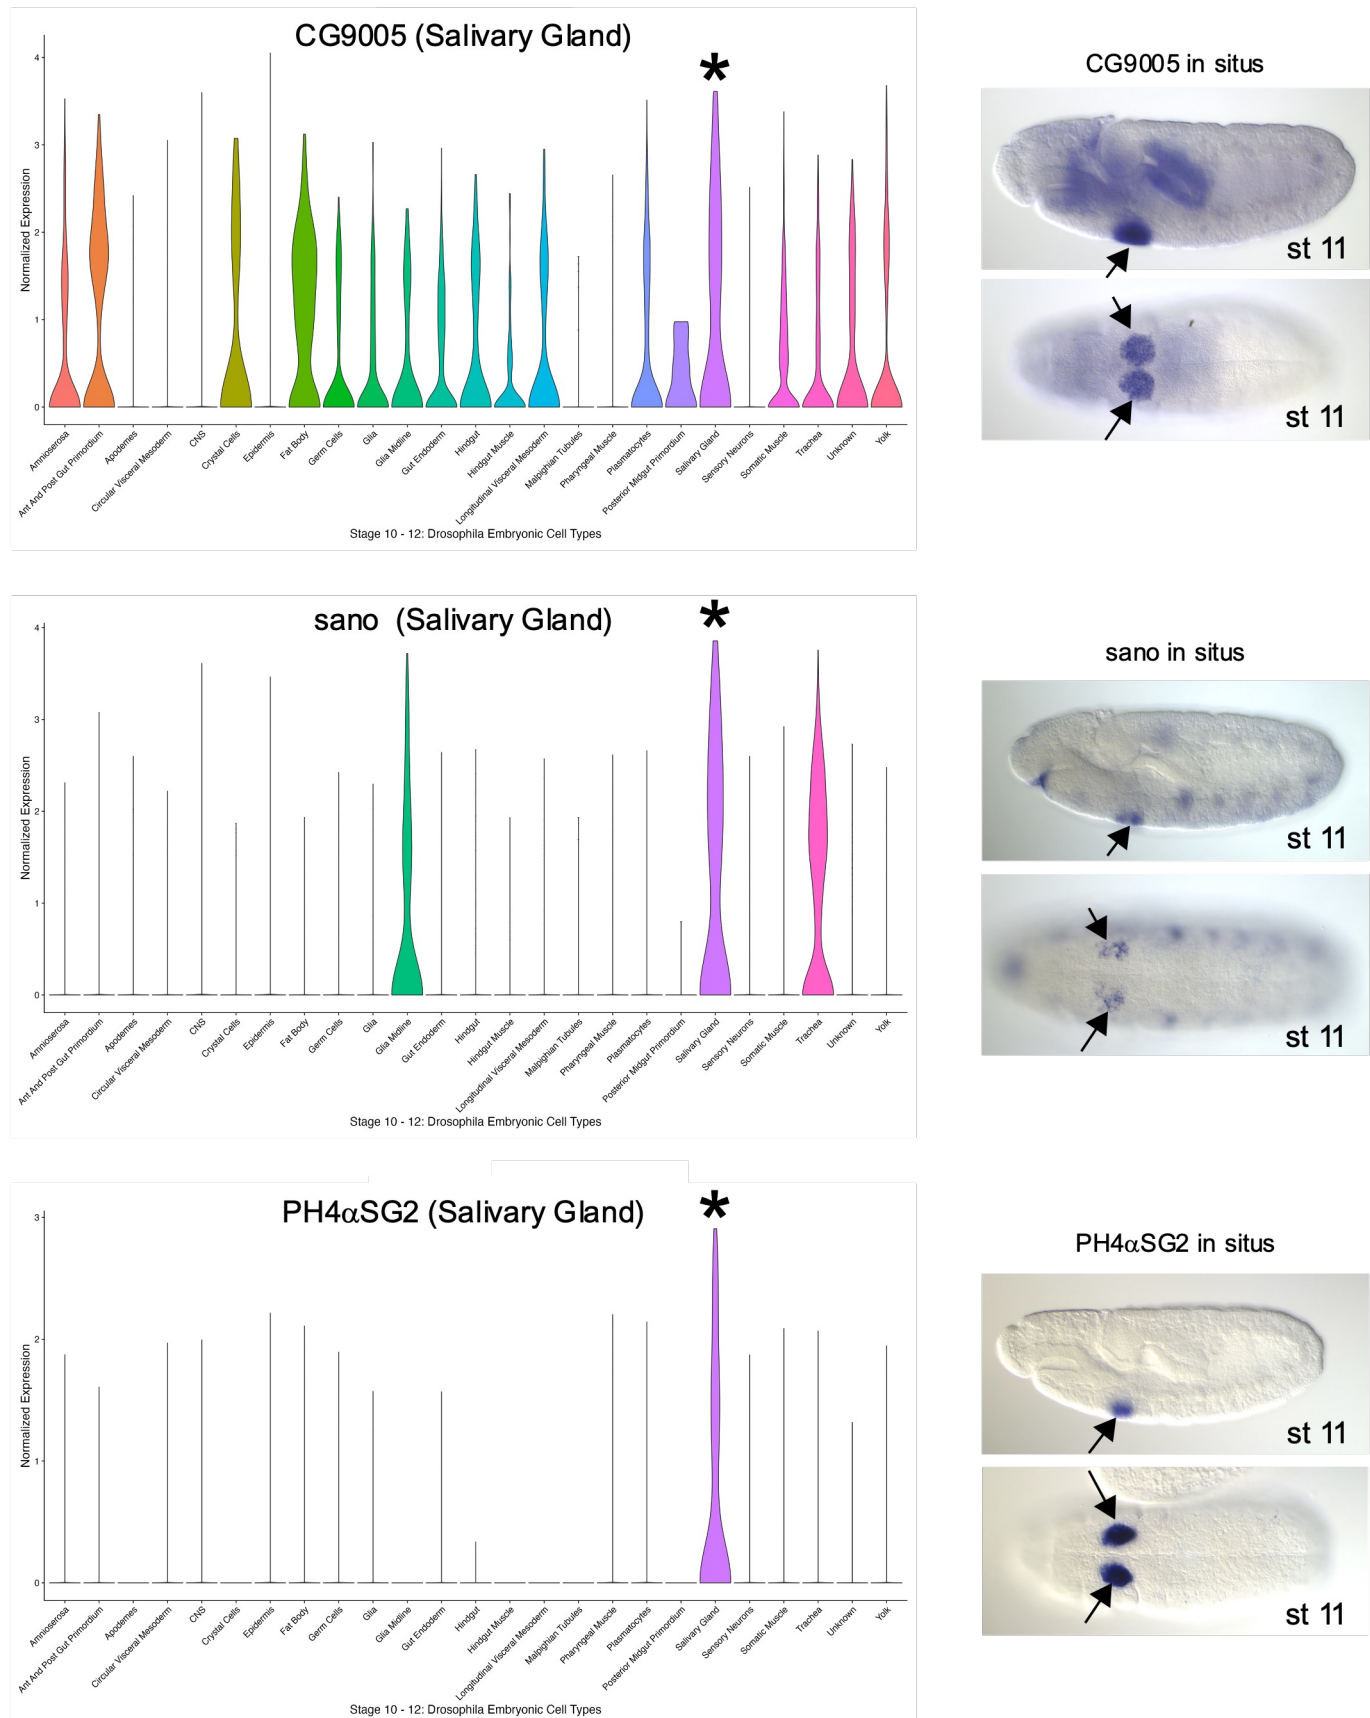 CG9005 (Salivary Gland)
*
4
3
2
1
0
Normalized Expression
Amnioserosa
Ant And Post Gut Primordium
Apodemes
Circular Visceral Mesoderm
CNS
Crystal Cells
Epidermis
Fat Body
Germ Cells
Glia
Glia Midline
Gut Endoderm
Hindgut
Hindgut Muscle
Longitudinal Visceral Mesoderm
Malpighian Tubules
Pharyngeal Muscle
Plasmatocytes
Posterior Midgut Primordium
Salivary Gland
Sensory Neurons
Somatic Muscle
Trachea
Unknown
Yolk
Stage 10 - 12: Drosophila Embryonic Cell Types
CG9005 in situs
st 11
st 11
sano (Salivary Gland)
*
4
3
2
1
0
Normalized Expression
Amnioserosa
Ant And Post Gut Primordium
Apodemes
Circular Visceral Mesoderm
CNS
Crystal Cells
Epidermis
Fat Body
Germ Cells
Glia
Glia Midline
Gut Endoderm
Hindgut
Hindgut Muscle
Longitudinal Visceral Mesoderm
Malpighian Tubules
Pharyngeal Muscle
Plasmatocytes
Posterior Midgut Primordium
Salivary Gland
Sensory Neurons
Somatic Muscle
Trachea
Unknown
Yolk
Stage 10 - 12: Drosophila Embryonic Cell Types
sano in situs
st 11
st 11
PH4αSG2 (Salivary Gland)
*
3
2
1
0
Normalized Expression
Amnioserosa
Ant And Post Gut Primordium
Apodemes
Circular Visceral Mesoderm
CNS
Crystal Cells
Epidermis
Fat Body
Germ Cells
Glia
Glia Midline
Gut Endoderm
Hindgut
Hindgut Muscle
Longitudinal Visceral Mesoderm
Malpighian Tubules
Pharyngeal Muscle
Plasmatocytes
Posterior Midgut Primordium
Salivary Gland
Sensory Neurons
Somatic Muscle
Trachea
Unknown
Yolk
Stage 10 - 12: Drosophila Embryonic Cell Types
PH4αSG2 in situs
st 11
st 11